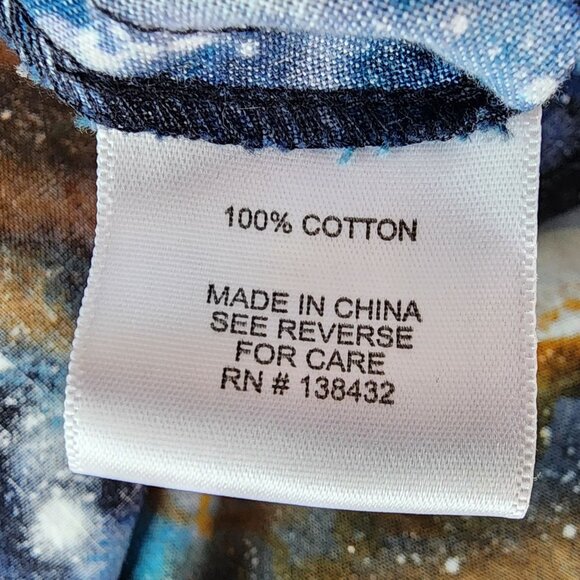 100% COTTON
MADE IN CHINA
SEE REVERSE
FOR CARE
RN # 138432